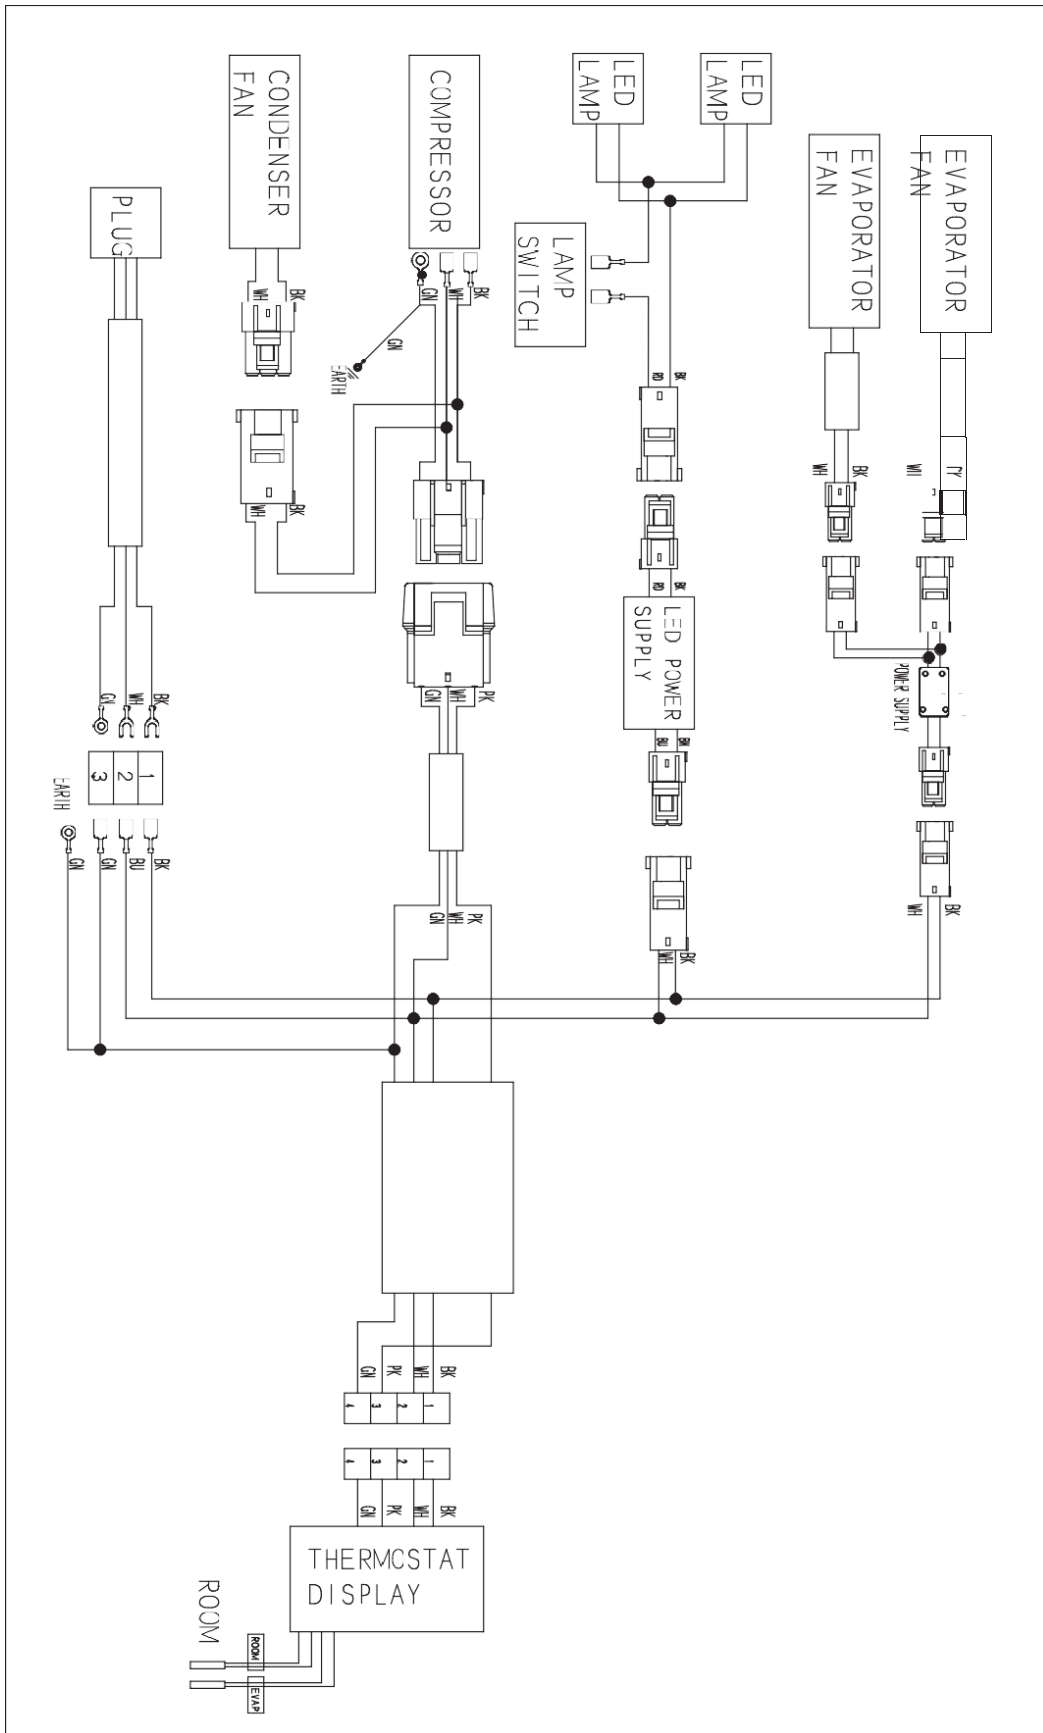 CONDENSER
FAN
COMPRESSOR
LED
LAMP
LED
LAMP
EVAPORATOR
FAN
EVAPORATOR
FAN
PLUG
LAMP
SWITCH
WH
BK
GN
WH
BK
GN
EARTH
RD
BK
WH
BK
WH
BK
RD
BK
LED POWER
SUPPLY
POWER SUPPLY
GN
WH
BK
GN
WH
PK
BU
BK
3
2
1
EARTH
GN
GN
BU
BK
GN
WH
PK
WH
BK
WH
BK
GN
PK
WH
BK
4
3
2
1
4
3
2
1
GN
PK
WH
BK
THERMCSTAT
DISPLAY
ROOM
ROOM
EVAP